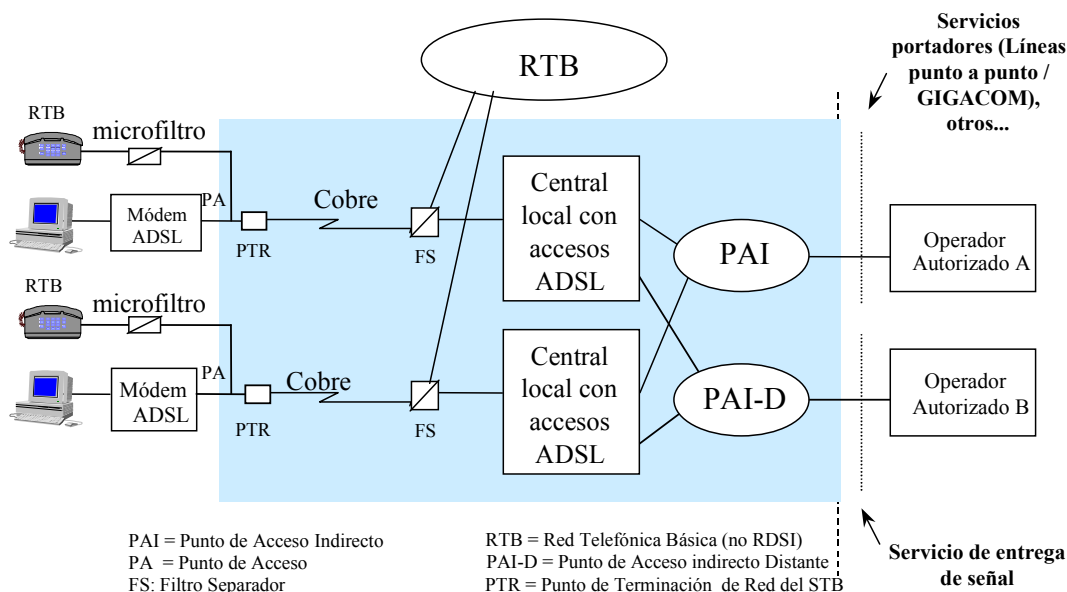 Servicios
portadores (Líneas
punto a punto /
GIGACOM),
otros...
RTB
RTB
microfiltro
PA
Módem
ADSL
PTR
Cobre
FS
Central
local con
accesos
ADSL
PAI
Operador
Autorizado A
RTB
microfiltro
PA
Módem
ADSL
PTR
Cobre
FS
Central
local con
accesos
ADSL
PAI-D
Operador
Autorizado B
PAI = Punto de Acceso Indirecto
PA = Punto de Acceso
FS: Filtro Separador
RTB = Red Telefónica Básica (no RDSI)
PAI-D = Punto de Acceso indirecto Distante
PTR = Punto de Terminación de Red del STB
Servicio de entrega
de señal